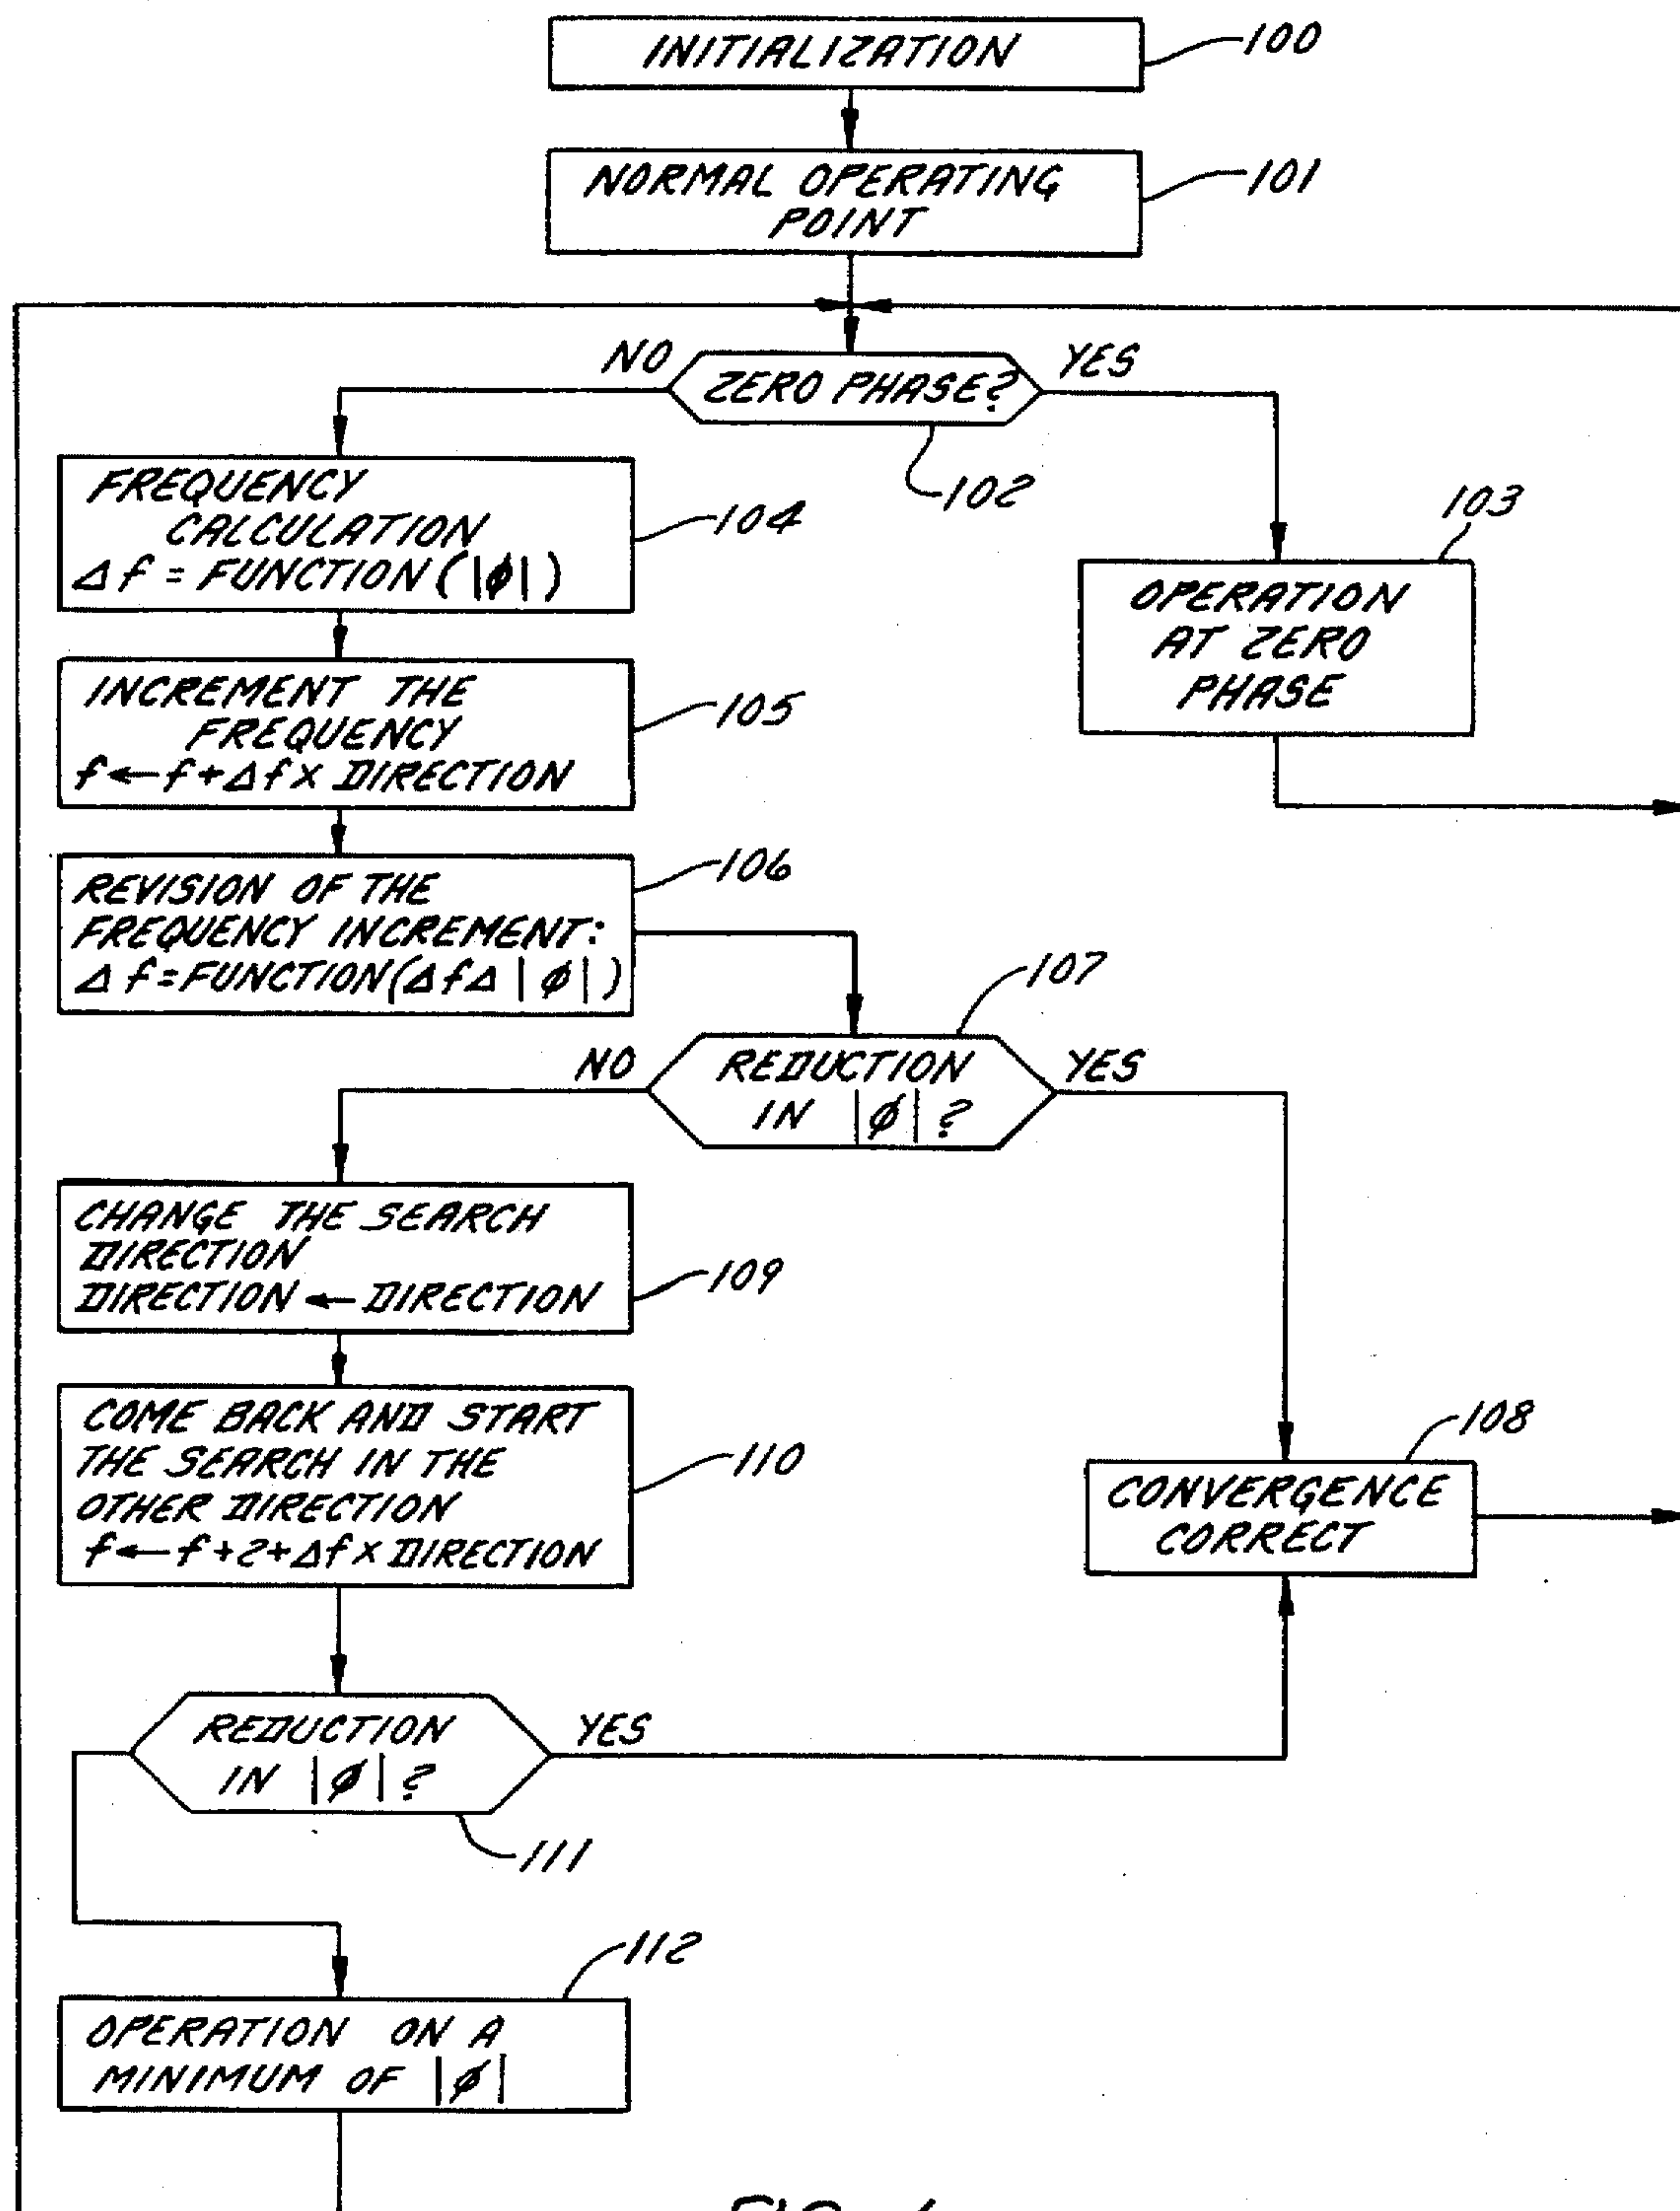 INITIALIZATION
100
NORMAL OPERATING
POINT
101
NO
ZERO PHASE?
YES
102
FREQUENCY
CALCULATION
Δf = FUNCTION (|ϕ|)
104
103
OPERATION
AT ZERO
PHASE
INCREMENT THE
FREQUENCY
f ← f + Δf x DIRECTION
105
REVISION OF THE
FREQUENCY INCREMENT:
Δf = FUNCTION (Δf Δ |ϕ|)
106
107
NO
REDUCTION
IN |ϕ| ?
YES
CHANGE THE SEARCH
DIRECTION
DIRECTION ← DIRECTION
109
COME BACK AND START
THE SEARCH IN THE
OTHER DIRECTION
f ← f + 2 + Δf x DIRECTION
110
108
CONVERGENCE
CORRECT
REDUCTION
IN |ϕ| ?
YES
111
112
OPERATION ON A
MINIMUM OF |ϕ|